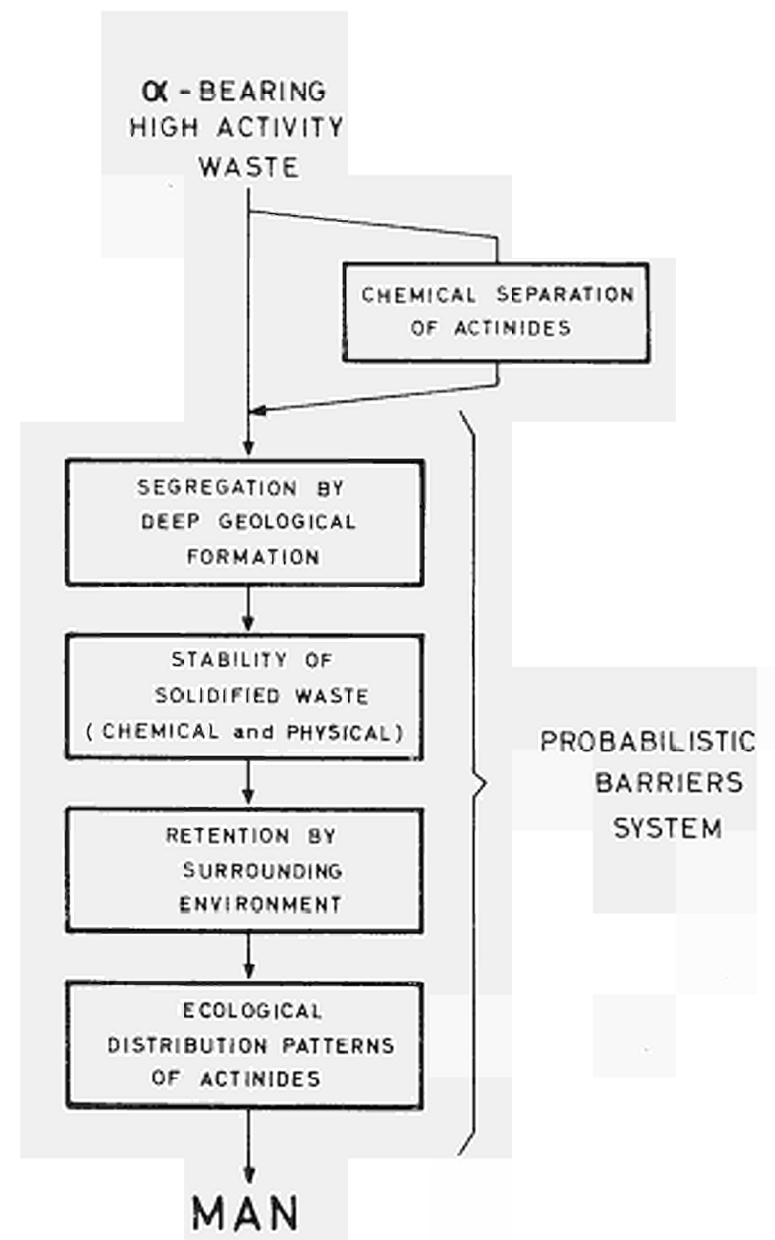 α - BEARING
HIGH ACTIVITY
WASTE
CHEMICAL SEPARATION
OF ACTINIDES
SEGREGATION BY
DEEP GEOLOGICAL
FORMATION
STABILITY OF
SOLIDIFIED WASTE
(CHEMICAL and PHYSICAL)
RETENTION BY
SURROUNDING
ENVIRONMENT
ECOLOGICAL
DISTRIBUTION PATTERNS
OF ACTINIDES
PROBABILISTIC
BARRIERS
SYSTEM
MAN